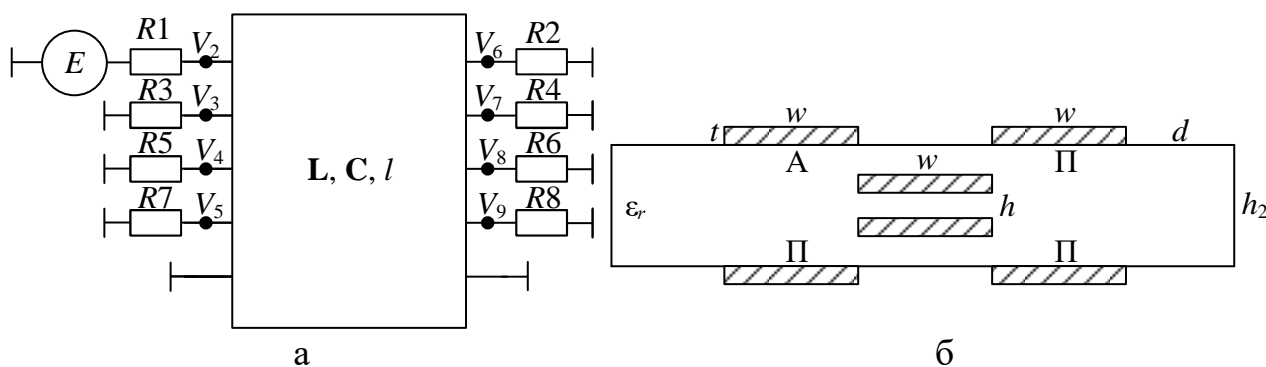 R1 V2 V6 R2
E
R3 V3 V7 R4
R5 V4 L, C, l V8 R6
R7 V5 V9 R8
а
w w
t d
А П
w
εr h h2
П П
б